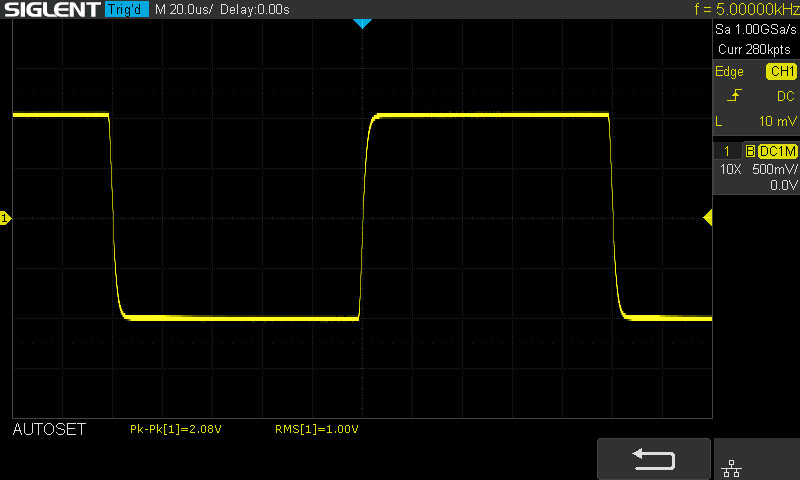 SIGLENT Trig'd M 20.0us/ Delay:0.00s f = 5.00000kHz
Sa 1.00GSa/s
Curr 280kpts
Edge CH1
DC
L 10 mV
1 B DC1M
10X 500mV/
0.0V
1
AUTOSET Pk-Pk[1]=2.08V RMS[1]=1.00V